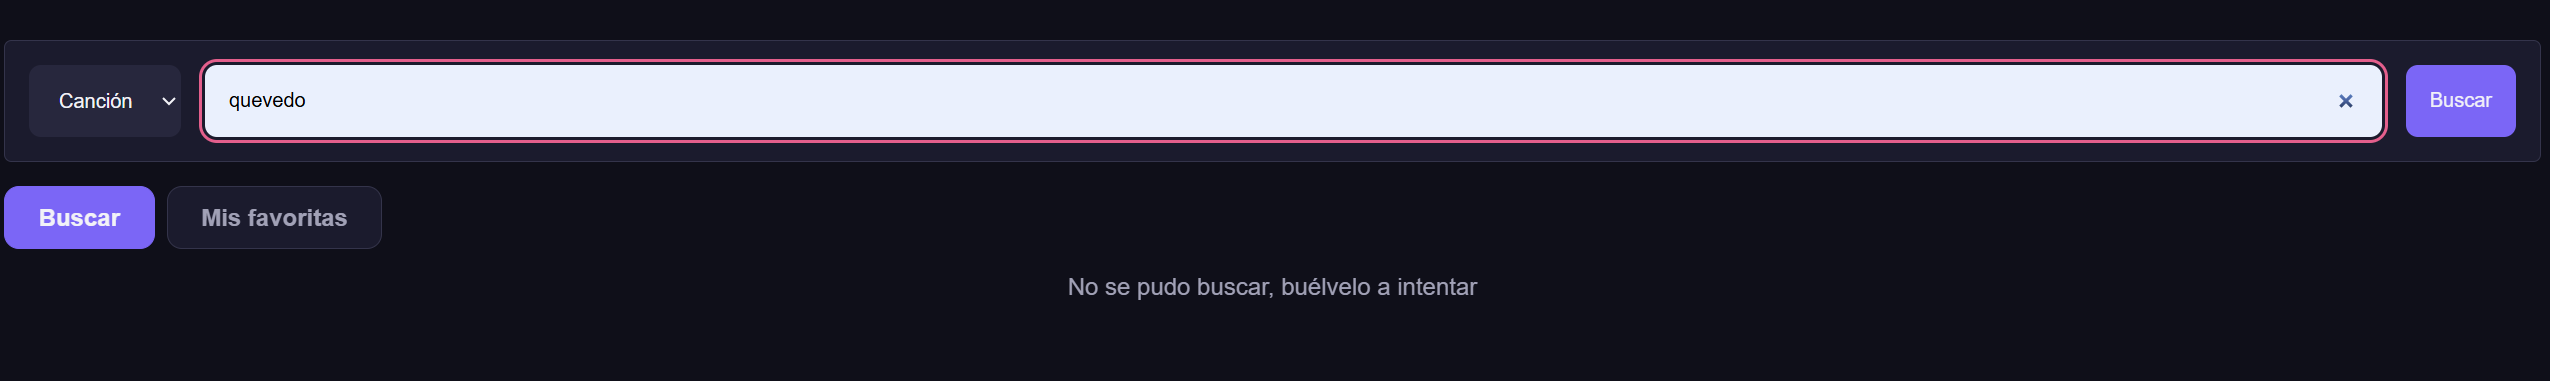 Canción quevedo × Buscar
Buscar Mis favoritas
No se pudo buscar, buélvelo a intentar